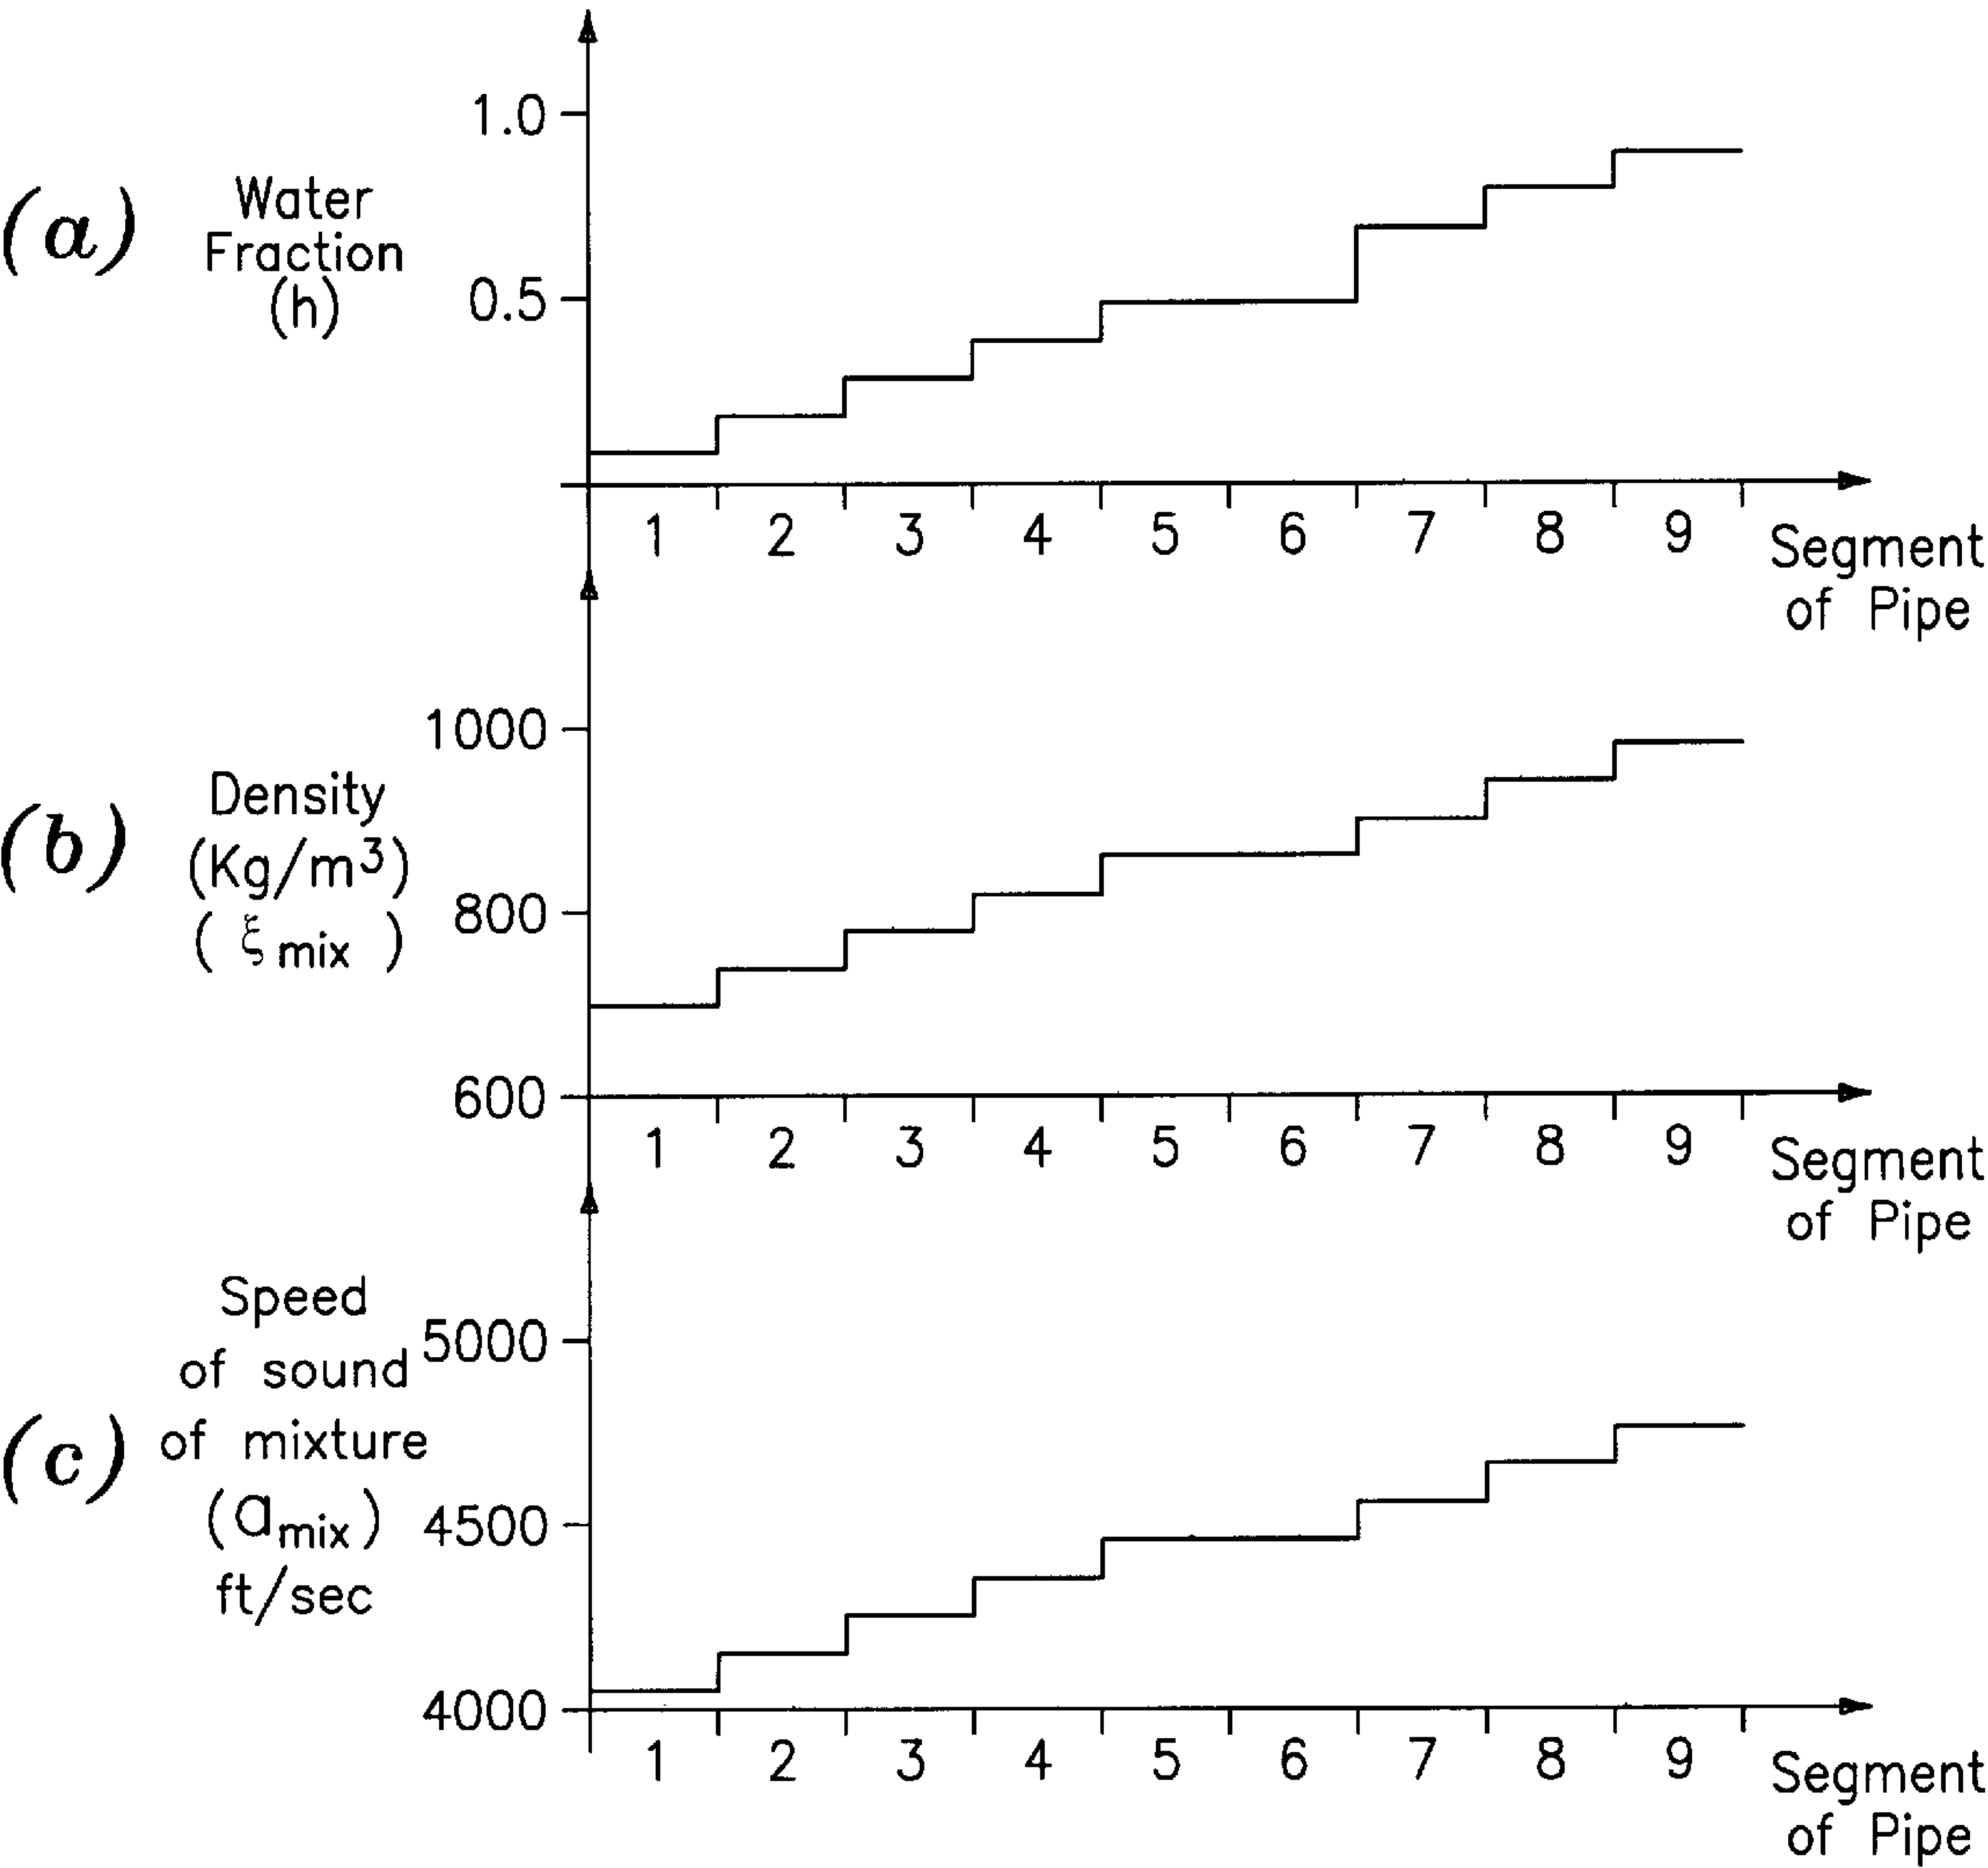 (a)
Water
Fraction
(h)
1.0
0.5
1 2 3 4 5 6 7 8 9
Segment
of Pipe
(b)
Density
(Kg/m³)
(ξmix)
1000
800
600
1 2 3 4 5 6 7 8 9
Segment
of Pipe
(c)
Speed
of sound
of mixture
(amix)
ft/sec
5000
4500
4000
1 2 3 4 5 6 7 8 9
Segment
of Pipe